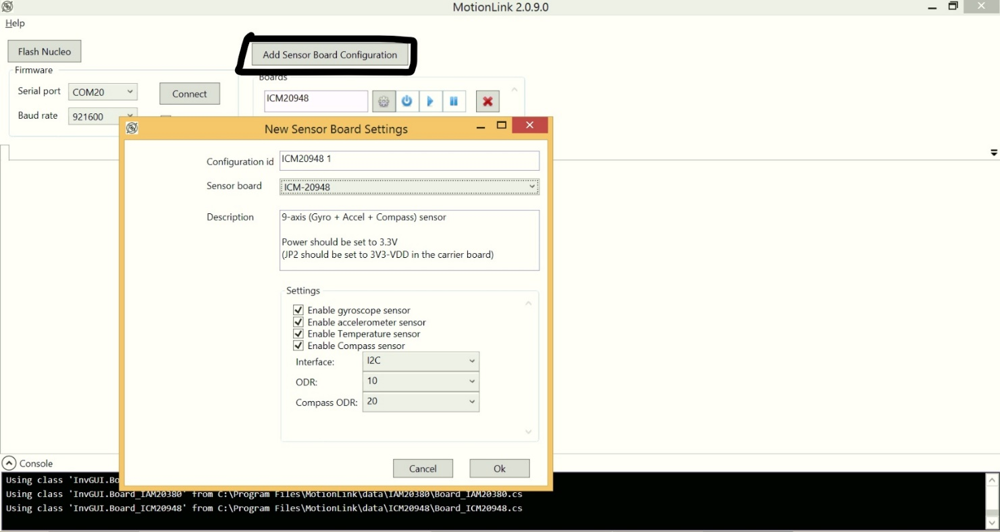 MotionLink 2.0.9.0
Help
Flash Nucleo
Add Sensor Board Configuration
Firmware
Boards
Serial port COM20 Connect
ICM20948
Baud rate 921600
New Sensor Board Settings
Configuration id ICM20948 1
Sensor board ICM-20948
Description 9-axis (Gyro + Accel + Compass) sensor
Power should be set to 3.3V
(JP2 should be set to 3V3-VDD in the carrier board)
Settings
Enable gyroscope sensor
Enable accelerometer sensor
Enable Temperature sensor
Enable Compass sensor
Interface: I2C
ODR: 10
Compass ODR: 20
Cancel Ok
Console
Using class 'InvGUI.Bo
Using class 'InvGUI.Board_IAM20380' from C:\Program Files\MotionLink\data\IAM20380\Board_IAM20380.cs
Using class 'InvGUI.Board_ICM20948' from C:\Program Files\MotionLink\data\ICM20948\Board_ICM20948.cs